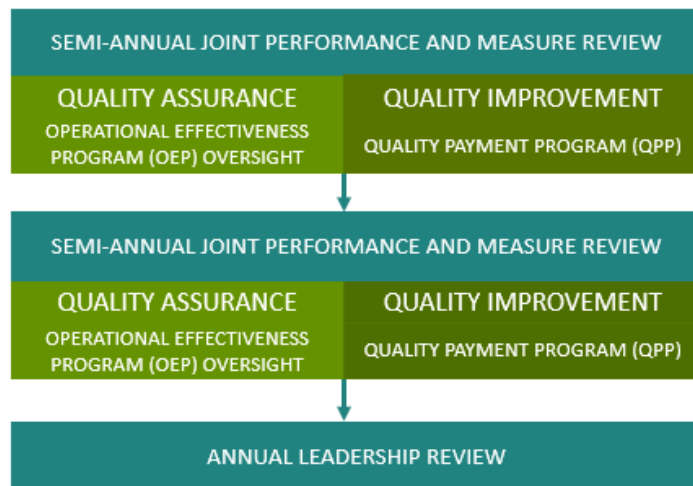 SEMI-ANNUAL JOINT PERFORMANCE AND MEASURE REVIEW
QUALITY ASSURANCE
OPERATIONAL EFFECTIVENESS
PROGRAM (OEP) OVERSIGHT
QUALITY IMPROVEMENT
QUALITY PAYMENT PROGRAM (QPP)
SEMI-ANNUAL JOINT PERFORMANCE AND MEASURE REVIEW
QUALITY ASSURANCE
OPERATIONAL EFFECTIVENESS
PROGRAM (OEP) OVERSIGHT
QUALITY IMPROVEMENT
QUALITY PAYMENT PROGRAM (QPP)
ANNUAL LEADERSHIP REVIEW